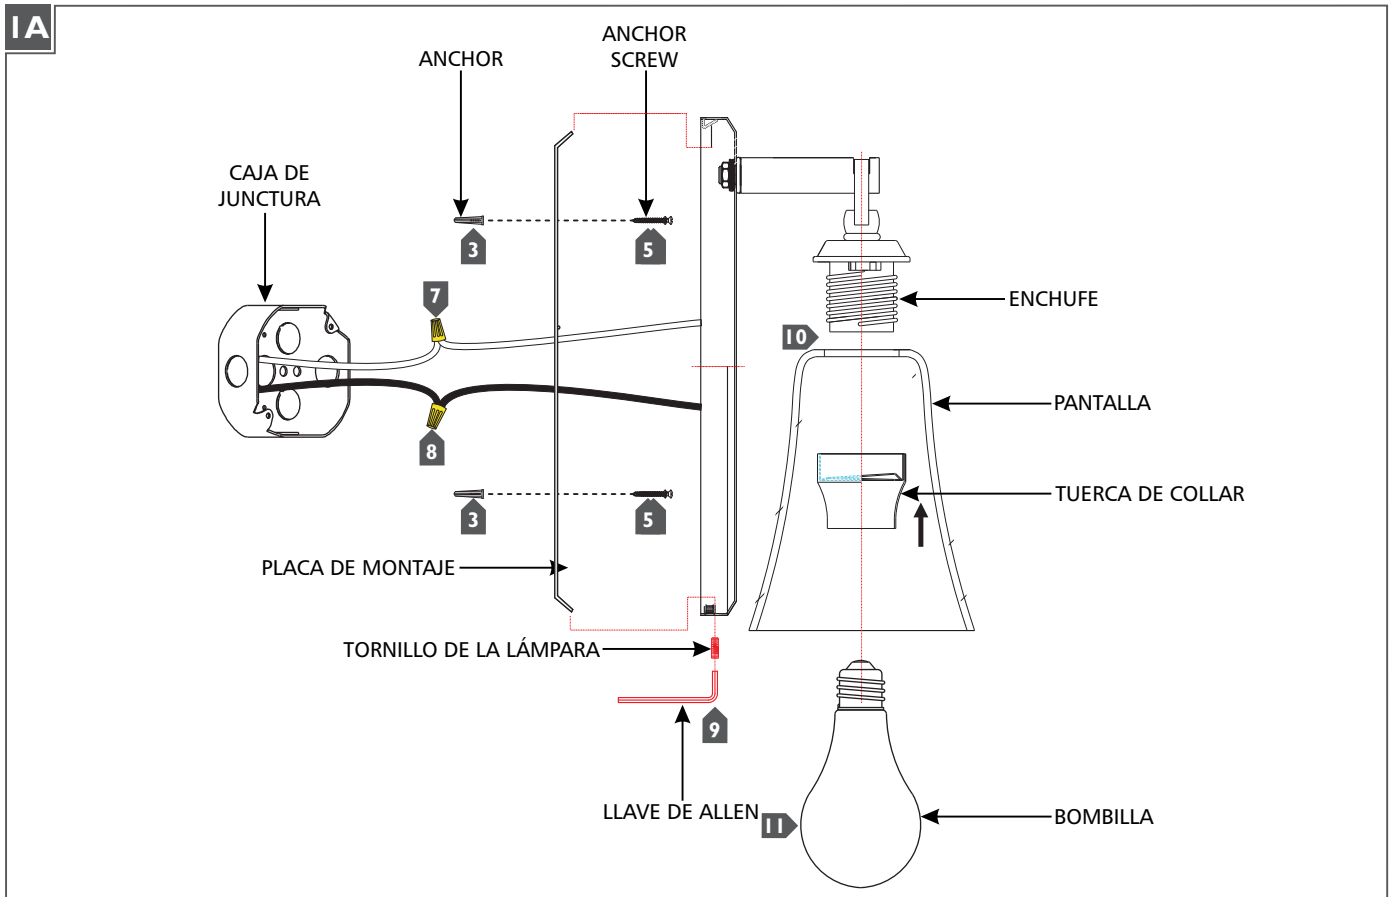 1A
ANCHOR
ANCHOR
SCREW
CAJA DE
JUNCTURA
3
5
7
ENCHUFE
10
PANTALLA
8
TUERCA DE COLLAR
3
5
PLACA DE MONTAJE
TORNILLO DE LA LÁMPARA
9
LLAVE DE ALLEN
11
BOMBILLA